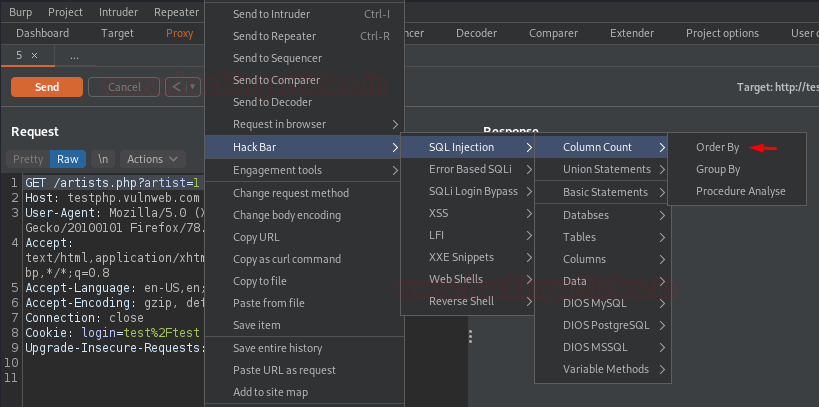 Burp Project Intruder Repeater
Dashboard Target Proxy ncer Decoder Comparer Extender Project options User o
5 × ...
Send Cancel < Target: http://tes
Request
Response
Pretty Raw \n Actions
1 GET /artists.php?artist=1
2 Host: testphp.vulnweb.com
3 User-Agent: Mozilla/5.0 (X
Gecko/20100101 Firefox/78.
4 Accept:
text/html,application/xhtm
bp,*/*;q=0.8
5 Accept-Language: en-US,en;
6 Accept-Encoding: gzip, def
7 Connection: close
8 Cookie: login=test%2Ftest
9 Upgrade-Insecure-Requests:
10
11
Send to Intruder Ctrl-I
Send to Repeater Ctrl-R
Send to Sequencer
Send to Comparer
Send to Decoder
Request in browser >
Hack Bar >
Engagement tools >
Change request method
Change body encoding
Copy URL
Copy as curl command
Copy to file
Paste from file
Save item
Save entire history
Paste URL as request
Add to site map
SQL Injection >
Error Based SQLi >
SQLi Login Bypass >
XSS >
LFI >
XXE Snippets >
Web Shells >
Reverse Shell >
Column Count >
Union Statements >
Basic Statements >
Databses >
Tables >
Columns >
Data >
DIOS MySQL >
DIOS PostgreSQL >
DIOS MSSQL >
Variable Methods >
Order By
Group By
Procedure Analyse